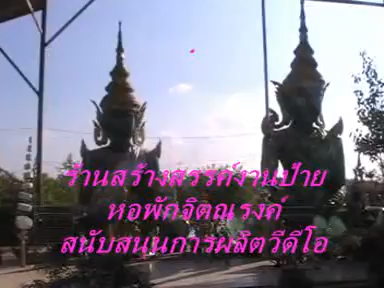 ร้านสร้างสรรค์งานป้าย
หอพักจิตณรงค์
สนับสนุนการผลิตวีดีโอ